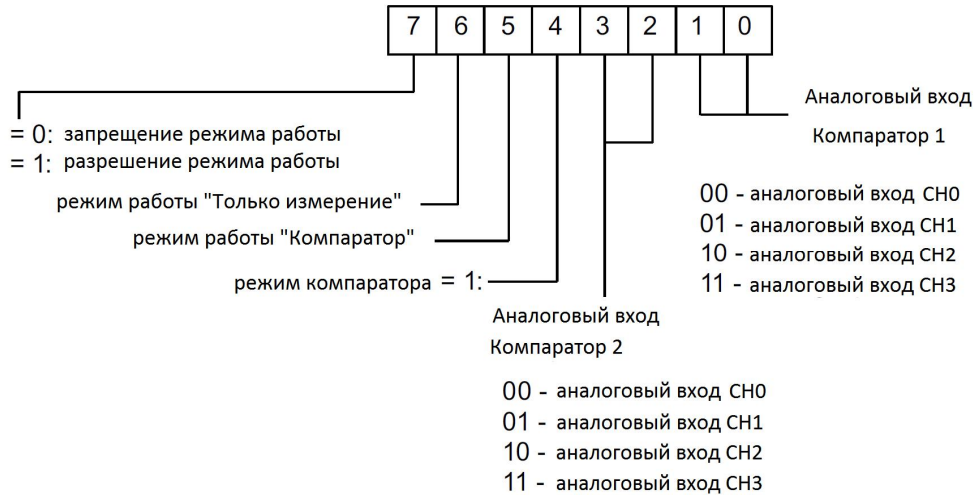 7 6 5 4 3 2 1 0
Аналоговый вход
Компаратор 1
= 0: запрещение режима работы
= 1: разрешение режима работы
режим работы "Только измерение"
режим работы "Компаратор"
режим компаратора = 1:
00 - аналоговый вход CH0
01 - аналоговый вход CH1
10 - аналоговый вход CH2
11 - аналоговый вход CH3
Аналоговый вход
Компаратор 2
00 - аналоговый вход CH0
01 - аналоговый вход CH1
10 - аналоговый вход CH2
11 - аналоговый вход CH3